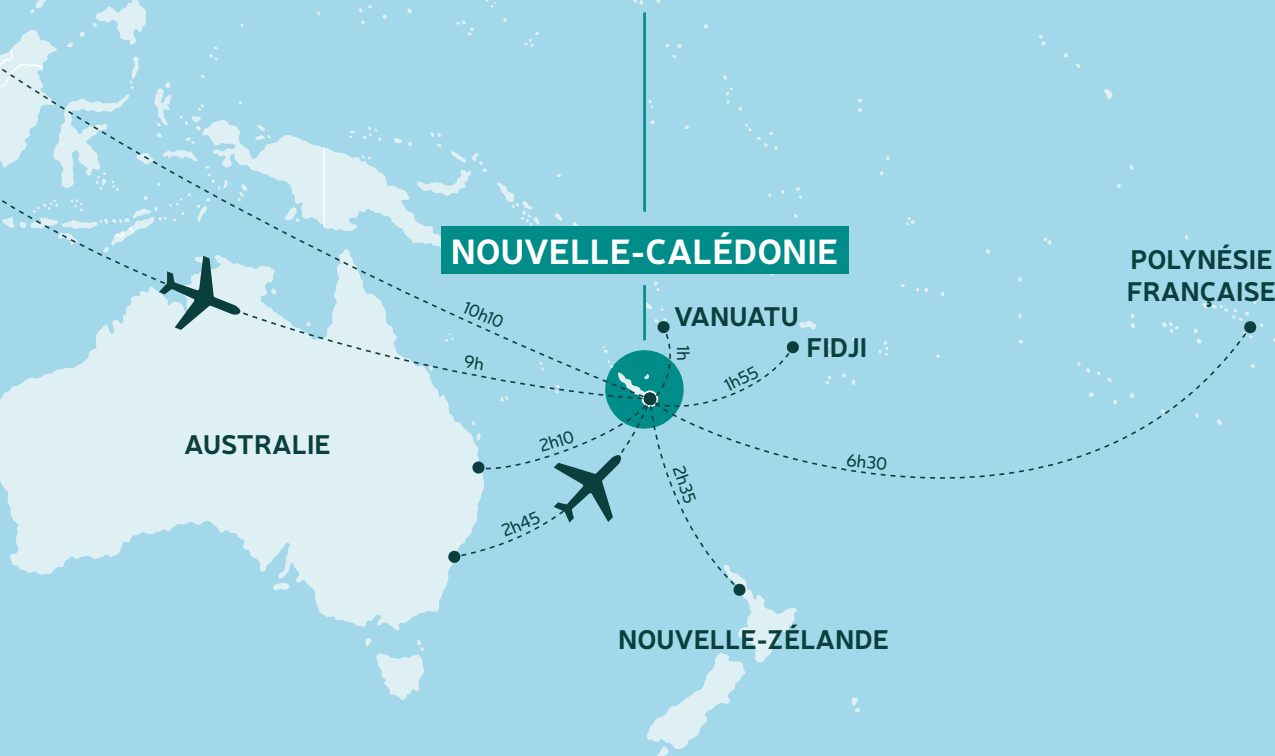 NOUVELLE-CALÉDONIE
POLYNÉSIE
FRANÇAISE
VANUATU
FIDJI
10h10
9h
1h
1h55
AUSTRALIE
2h10
6h30
2h35
2h45
NOUVELLE-ZÉLANDE